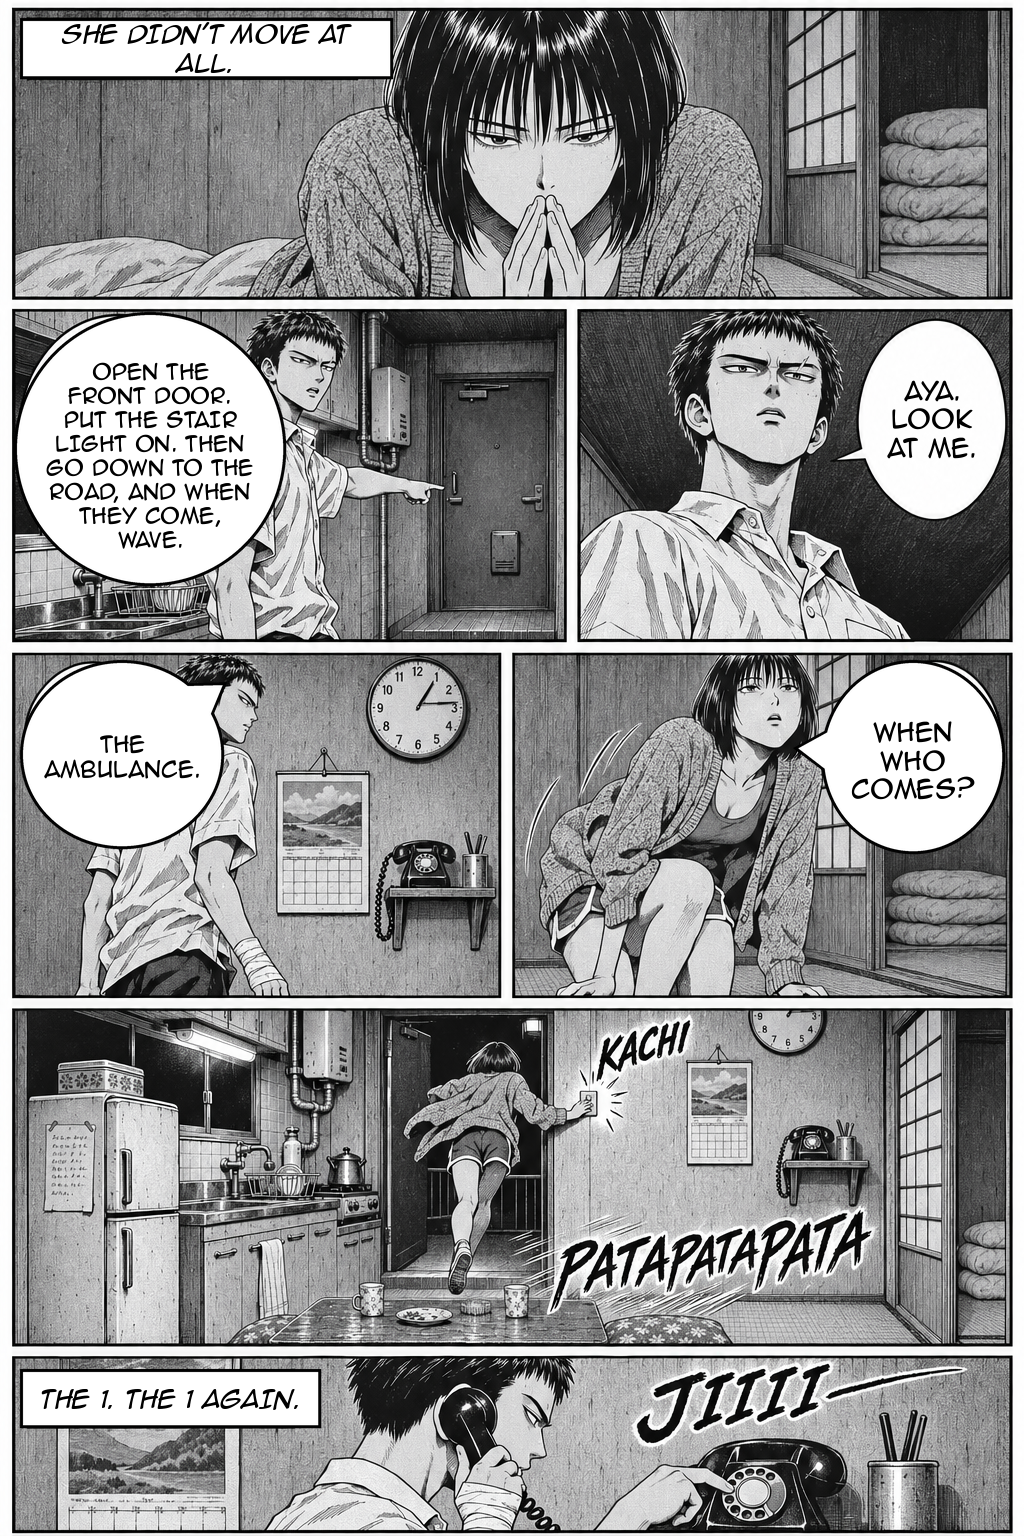 SHE DIDN'T MOVE AT
ALL.
AYA.
LOOK
AT ME.
OPEN THE
FRONT DOOR.
PUT THE STAIR
LIGHT ON. THEN
GO DOWN TO THE
ROAD, AND WHEN
THEY COME,
WAVE.
WHEN
WHO
COMES?
THE
AMBULANCE.
KACHI
PATAPATAPATA
THE 1. THE 1 AGAIN.
JIIII—